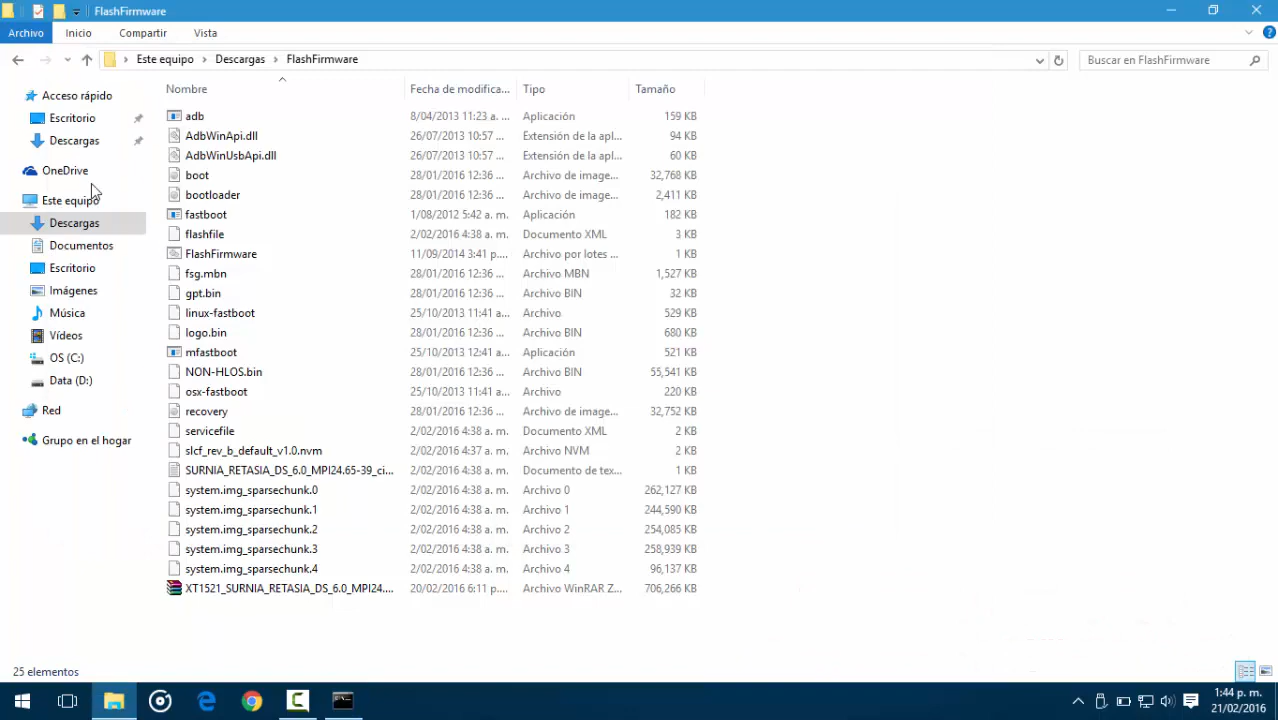 FlashFirmware
Archivo Inicio Compartir Vista
Este equipo Descargas FlashFirmware Buscar en FlashFirmware
Nombre Fecha de modifica... Tipo Tamaño
Acceso rápido
Escritorio
Descargas
OneDrive
Este equipo
Descargas
Documentos
Escritorio
Imágenes
Música
Vídeos
OS (C:)
Data (D:)
Red
Grupo en el hogar
adb 8/04/2013 11:23 a... Aplicación 159 KB
AdbWinApi.dll 26/07/2013 10:57 ... Extensión de la apl... 94 KB
AdbWinUsbApi.dll 26/07/2013 10:57 ... Extensión de la apl... 60 KB
boot 28/01/2016 12:36 ... Archivo de image... 32,768 KB
bootloader 28/01/2016 12:36 ... Archivo de image... 2,411 KB
fastboot 1/08/2012 5:42 a. m. Aplicación 182 KB
flashfile 2/02/2016 4:38 a. m. Documento XML 3 KB
FlashFirmware 11/09/2014 3:41 p.... Archivo por lotes ... 1 KB
fsg.mbn 28/01/2016 12:36 ... Archivo MBN 1,527 KB
gpt.bin 28/01/2016 12:36 ... Archivo BIN 32 KB
linux-fastboot 25/10/2013 11:41 a... Archivo 529 KB
logo.bin 28/01/2016 12:36 ... Archivo BIN 680 KB
mfastboot 25/10/2013 12:41 a... Aplicación 521 KB
NON-HLOS.bin 28/01/2016 12:36 ... Archivo BIN 55,541 KB
osx-fastboot 25/10/2013 11:41 a... Archivo 220 KB
recovery 28/01/2016 12:36 ... Archivo de image... 32,752 KB
servicefile 2/02/2016 4:38 a. m. Documento XML 2 KB
slcf_rev_b_default_v1.0.nvm 2/02/2016 4:37 a. m. Archivo NVM 2 KB
SURNIA_RETASIA_DS_6.0_MPI24.65-39_ci... 2/02/2016 4:38 a. m. Documento de tex... 1 KB
system.img_sparsechunk.0 2/02/2016 4:38 a. m. Archivo 0 262,127 KB
system.img_sparsechunk.1 2/02/2016 4:38 a. m. Archivo 1 244,590 KB
system.img_sparsechunk.2 2/02/2016 4:38 a. m. Archivo 2 254,085 KB
system.img_sparsechunk.3 2/02/2016 4:38 a. m. Archivo 3 258,939 KB
system.img_sparsechunk.4 2/02/2016 4:38 a. m. Archivo 4 96,137 KB
XT1521_SURNIA_RETASIA_DS_6.0_MPI24.... 20/02/2016 6:11 p.... Archivo WinRAR Z... 706,266 KB
25 elementos
1:44 p. m.
21/02/2016